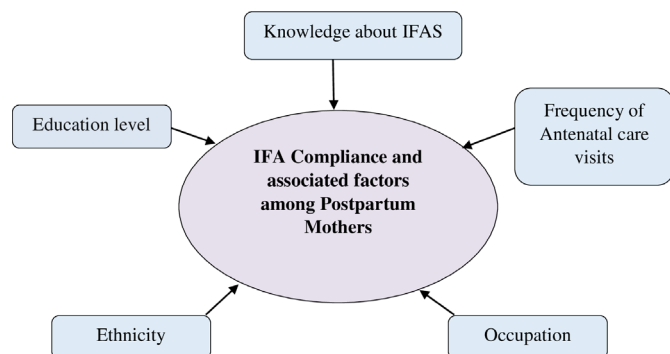 Knowledge about IFAS
Education level
Frequency of
Antenatal care
visits
IFA Compliance and
associated factors
among Postpartum
Mothers
Ethnicity
Occupation